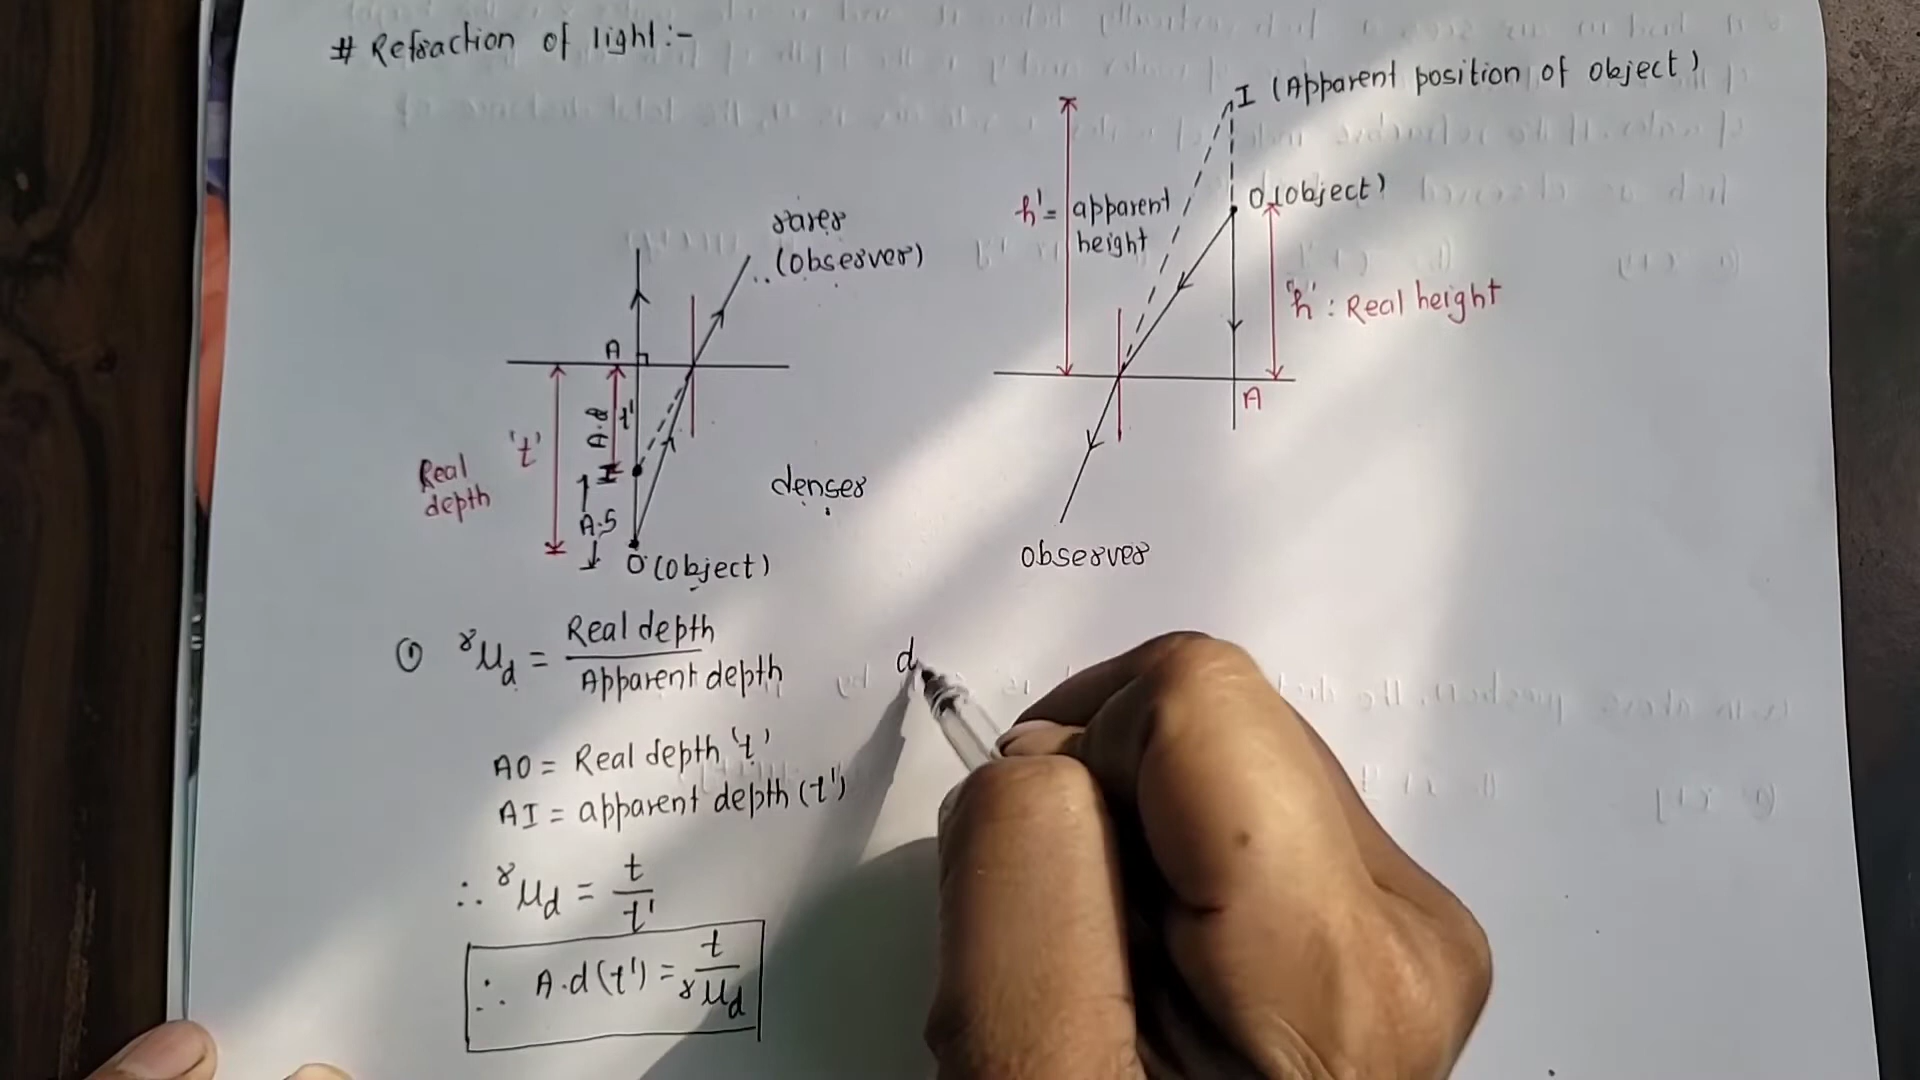 # Refraction of light:-
rarer
(observer)
A
't'
A.d
t'
Real
depth
I
A.S
O (object)
denser
I (Apparent position of object)
O (object)
h' = apparent
height
'h' : Real height
A
observer
① ʳμd = Real depth
Apparent depth
AO = Real depth 't'
AI = apparent depth (t')
∴ ʳμd = t
t'
∴ A.d (t') = t
ʳμd
d